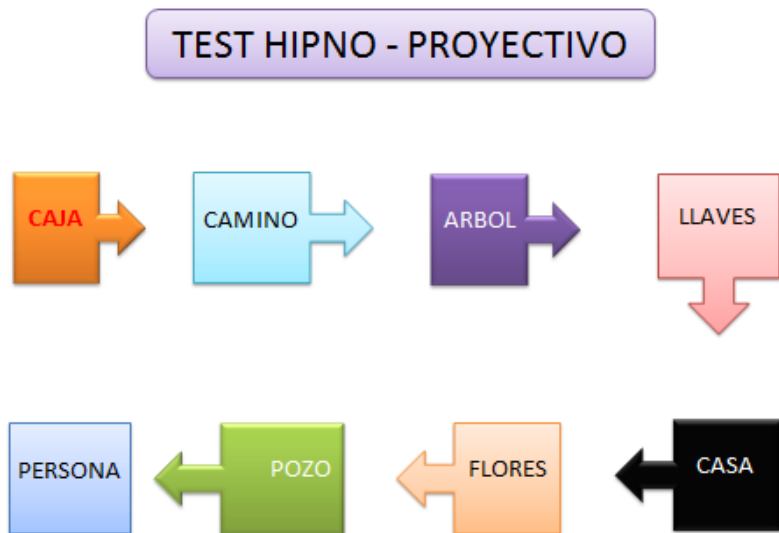 TEST HIPNO - PROYECTIVO
CAJA
CAMINO
ARBOL
LLAVES
CASA
FLORES
POZO
PERSONA